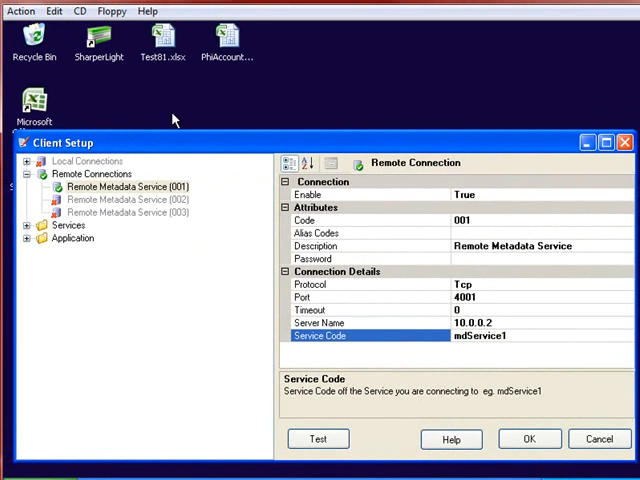 Action Edit CD Floppy Help
Recycle Bin SharperLight Test81.xlsx PhiAccount...
Microsoft
Client Setup
Local Connections
Remote Connections
Remote Metadata Service (001)
Remote Metadata Service (002)
Remote Metadata Service (003)
Services
Application
Remote Connection
Connection
Enable True
Attributes
Code 001
Alias Codes
Description Remote Metadata Service
Password
Connection Details
Protocol Tcp
Port 4001
Timeout 0
Server Name 10.0.0.2
Service Code mdService1
Service Code
Service Code off the Service you are connecting to eg. mdService1
Test Help OK Cancel